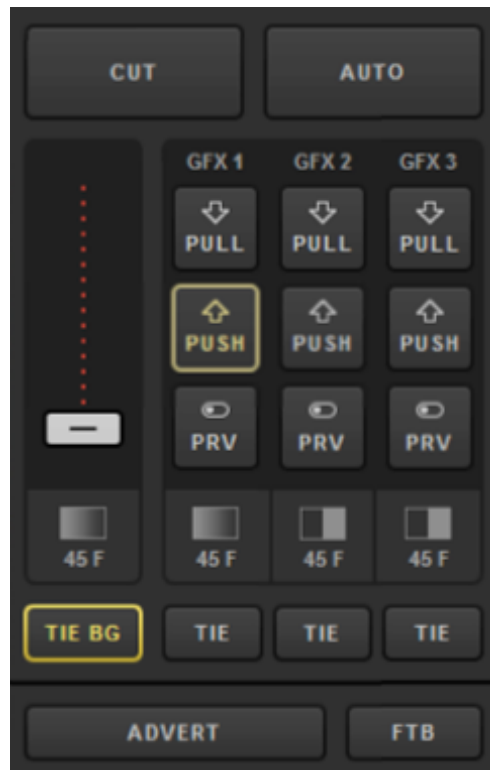 CUT AUTO
GFX 1 GFX 2 GFX 3
PULL PULL PULL
PUSH PUSH PUSH
PRV PRV PRV
45 F 45 F 45 F 45 F
TIE BG TIE TIE TIE
ADVERT FTB